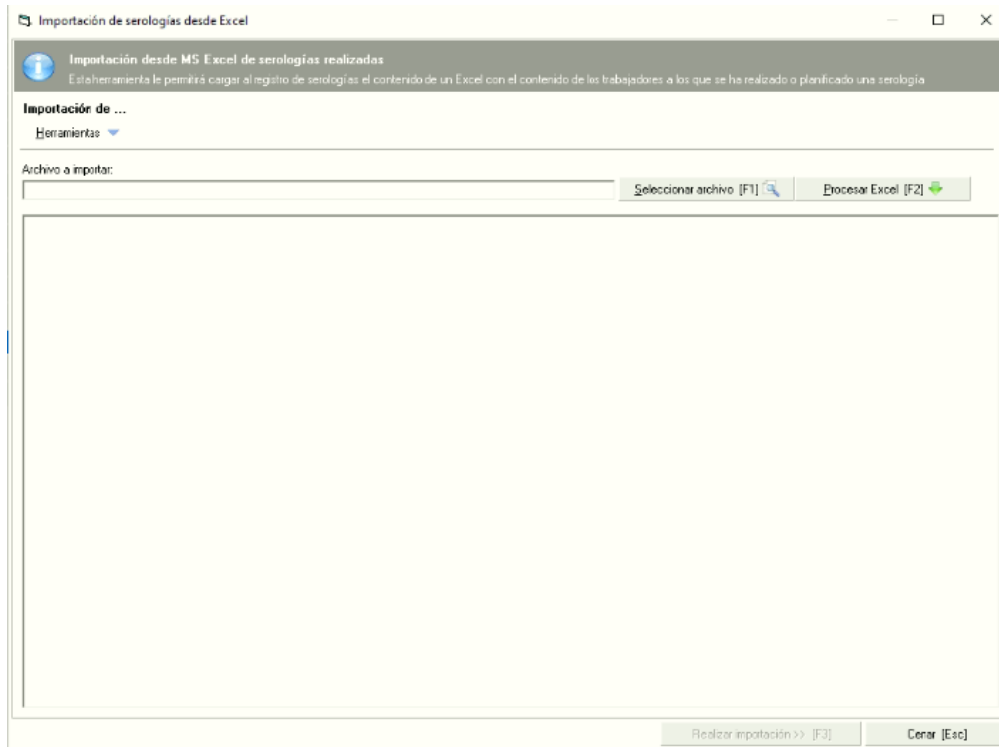 Importación de serologías desde Excel
Importación desde MS Excel de serologías realizadas
Esta herramienta le permitirá cargar al registro de serologías el contenido de un Excel con el contenido de los trabajadores a los que se ha realizado o planificado una serología
Importación de ...
Herramientas
Archivo a importar:
Seleccionar archivo [F1] Procesar Excel [F2]
Realizar importación >> [F3] Cerrar [Esc]